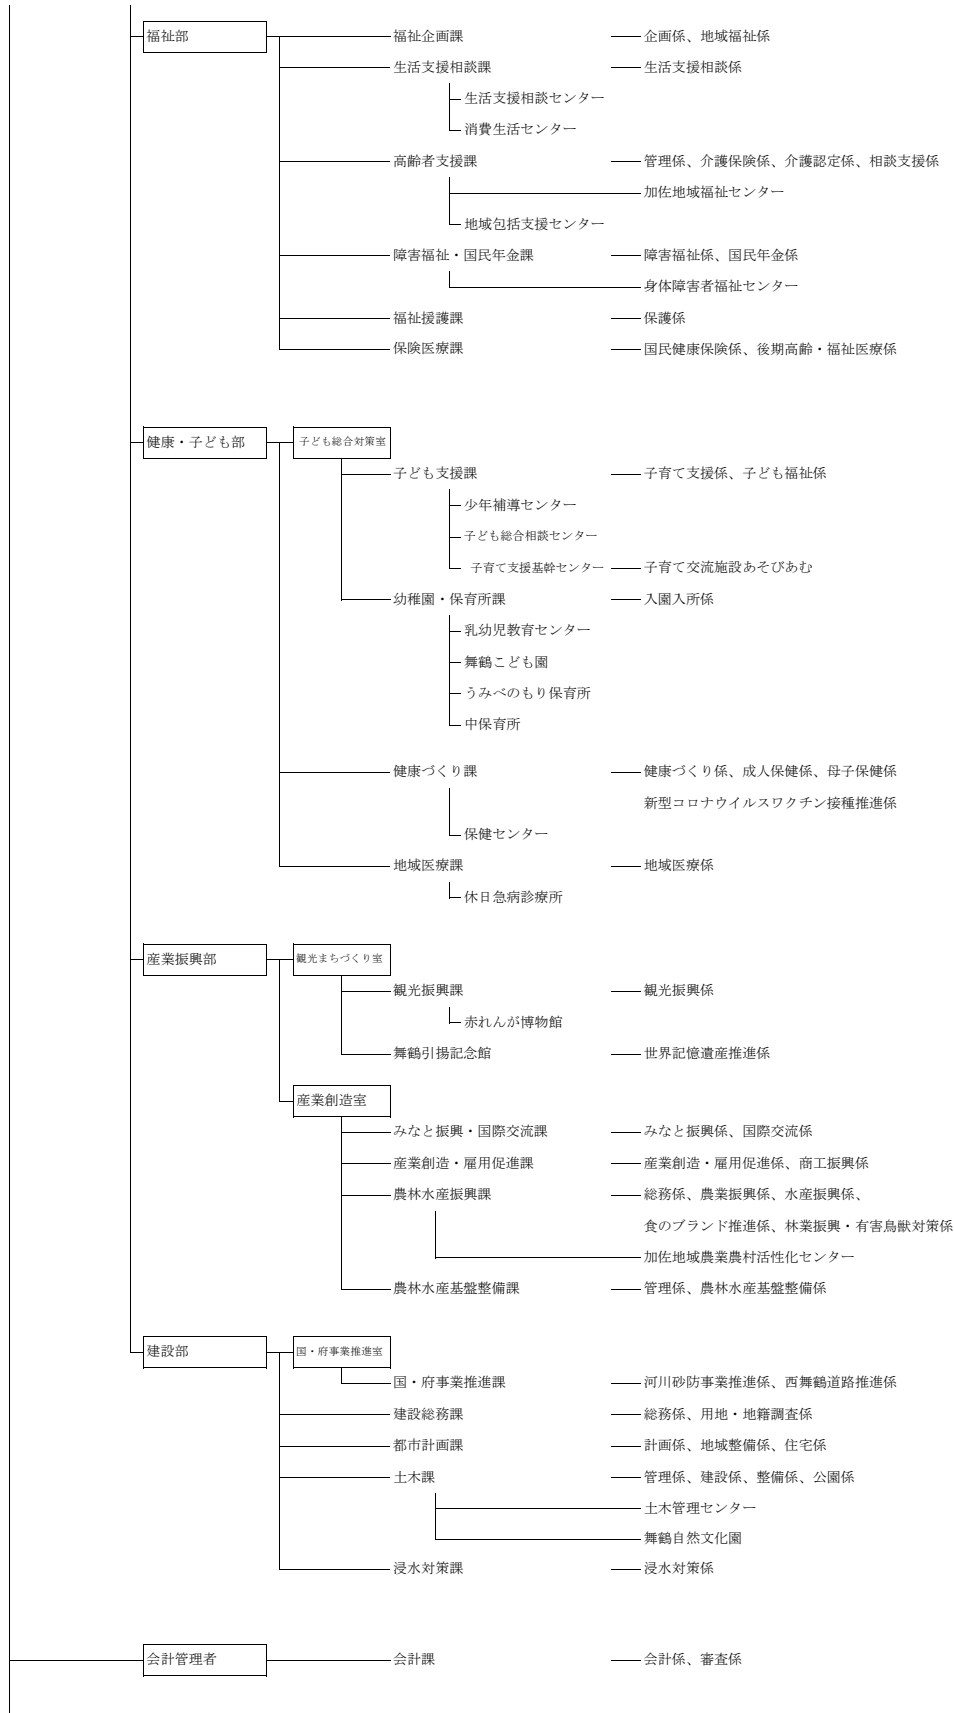 福祉部 福祉企画課 企画係、地域福祉係
生活支援相談課 生活支援相談係
生活支援相談センター
消費生活センター
高齢者支援課 管理係、介護保険係、介護認定係、相談支援係
加佐地域福祉センター
地域包括支援センター
障害福祉・国民年金課 障害福祉係、国民年金係
身体障害者福祉センター
福祉援護課 保護係
保険医療課 国民健康保険係、後期高齢・福祉医療係
健康・子ども部 子ども総合対策室
子ども支援課 子育て支援係、子ども福祉係
少年補導センター
子ども総合相談センター
子育て支援基幹センター 子育て交流施設あそびあむ
幼稚園・保育所課 入園入所係
乳幼児教育センター
舞鶴こども園
うみべのもり保育所
中保育所
健康づくり課 健康づくり係、成人保健係、母子保健係
新型コロナウイルスワクチン接種推進係
保健センター
地域医療課 地域医療係
休日急病診療所
産業振興部 観光まちづくり室
観光振興課 観光振興係
赤れんが博物館
舞鶴引揚記念館 世界記憶遺産推進係
産業創造室
みなと振興・国際交流課 みなと振興係、国際交流係
産業創造・雇用促進課 産業創造・雇用促進係、商工振興係
農林水産振興課 総務係、農業振興係、水産振興係、
食のブランド推進係、林業振興・有害鳥獣対策係
加佐地域農業農村活性化センター
農林水産基盤整備課 管理係、農林水産基盤整備係
建設部 国・府事業推進室
国・府事業推進課 河川砂防事業推進係、西舞鶴道路推進係
建設総務課 総務係、用地・地籍調査係
都市計画課 計画係、地域整備係、住宅係
土木課 管理係、建設係、整備係、公園係
土木管理センター
舞鶴自然文化園
浸水対策課 浸水対策係
会計管理者 会計課 会計係、審査係